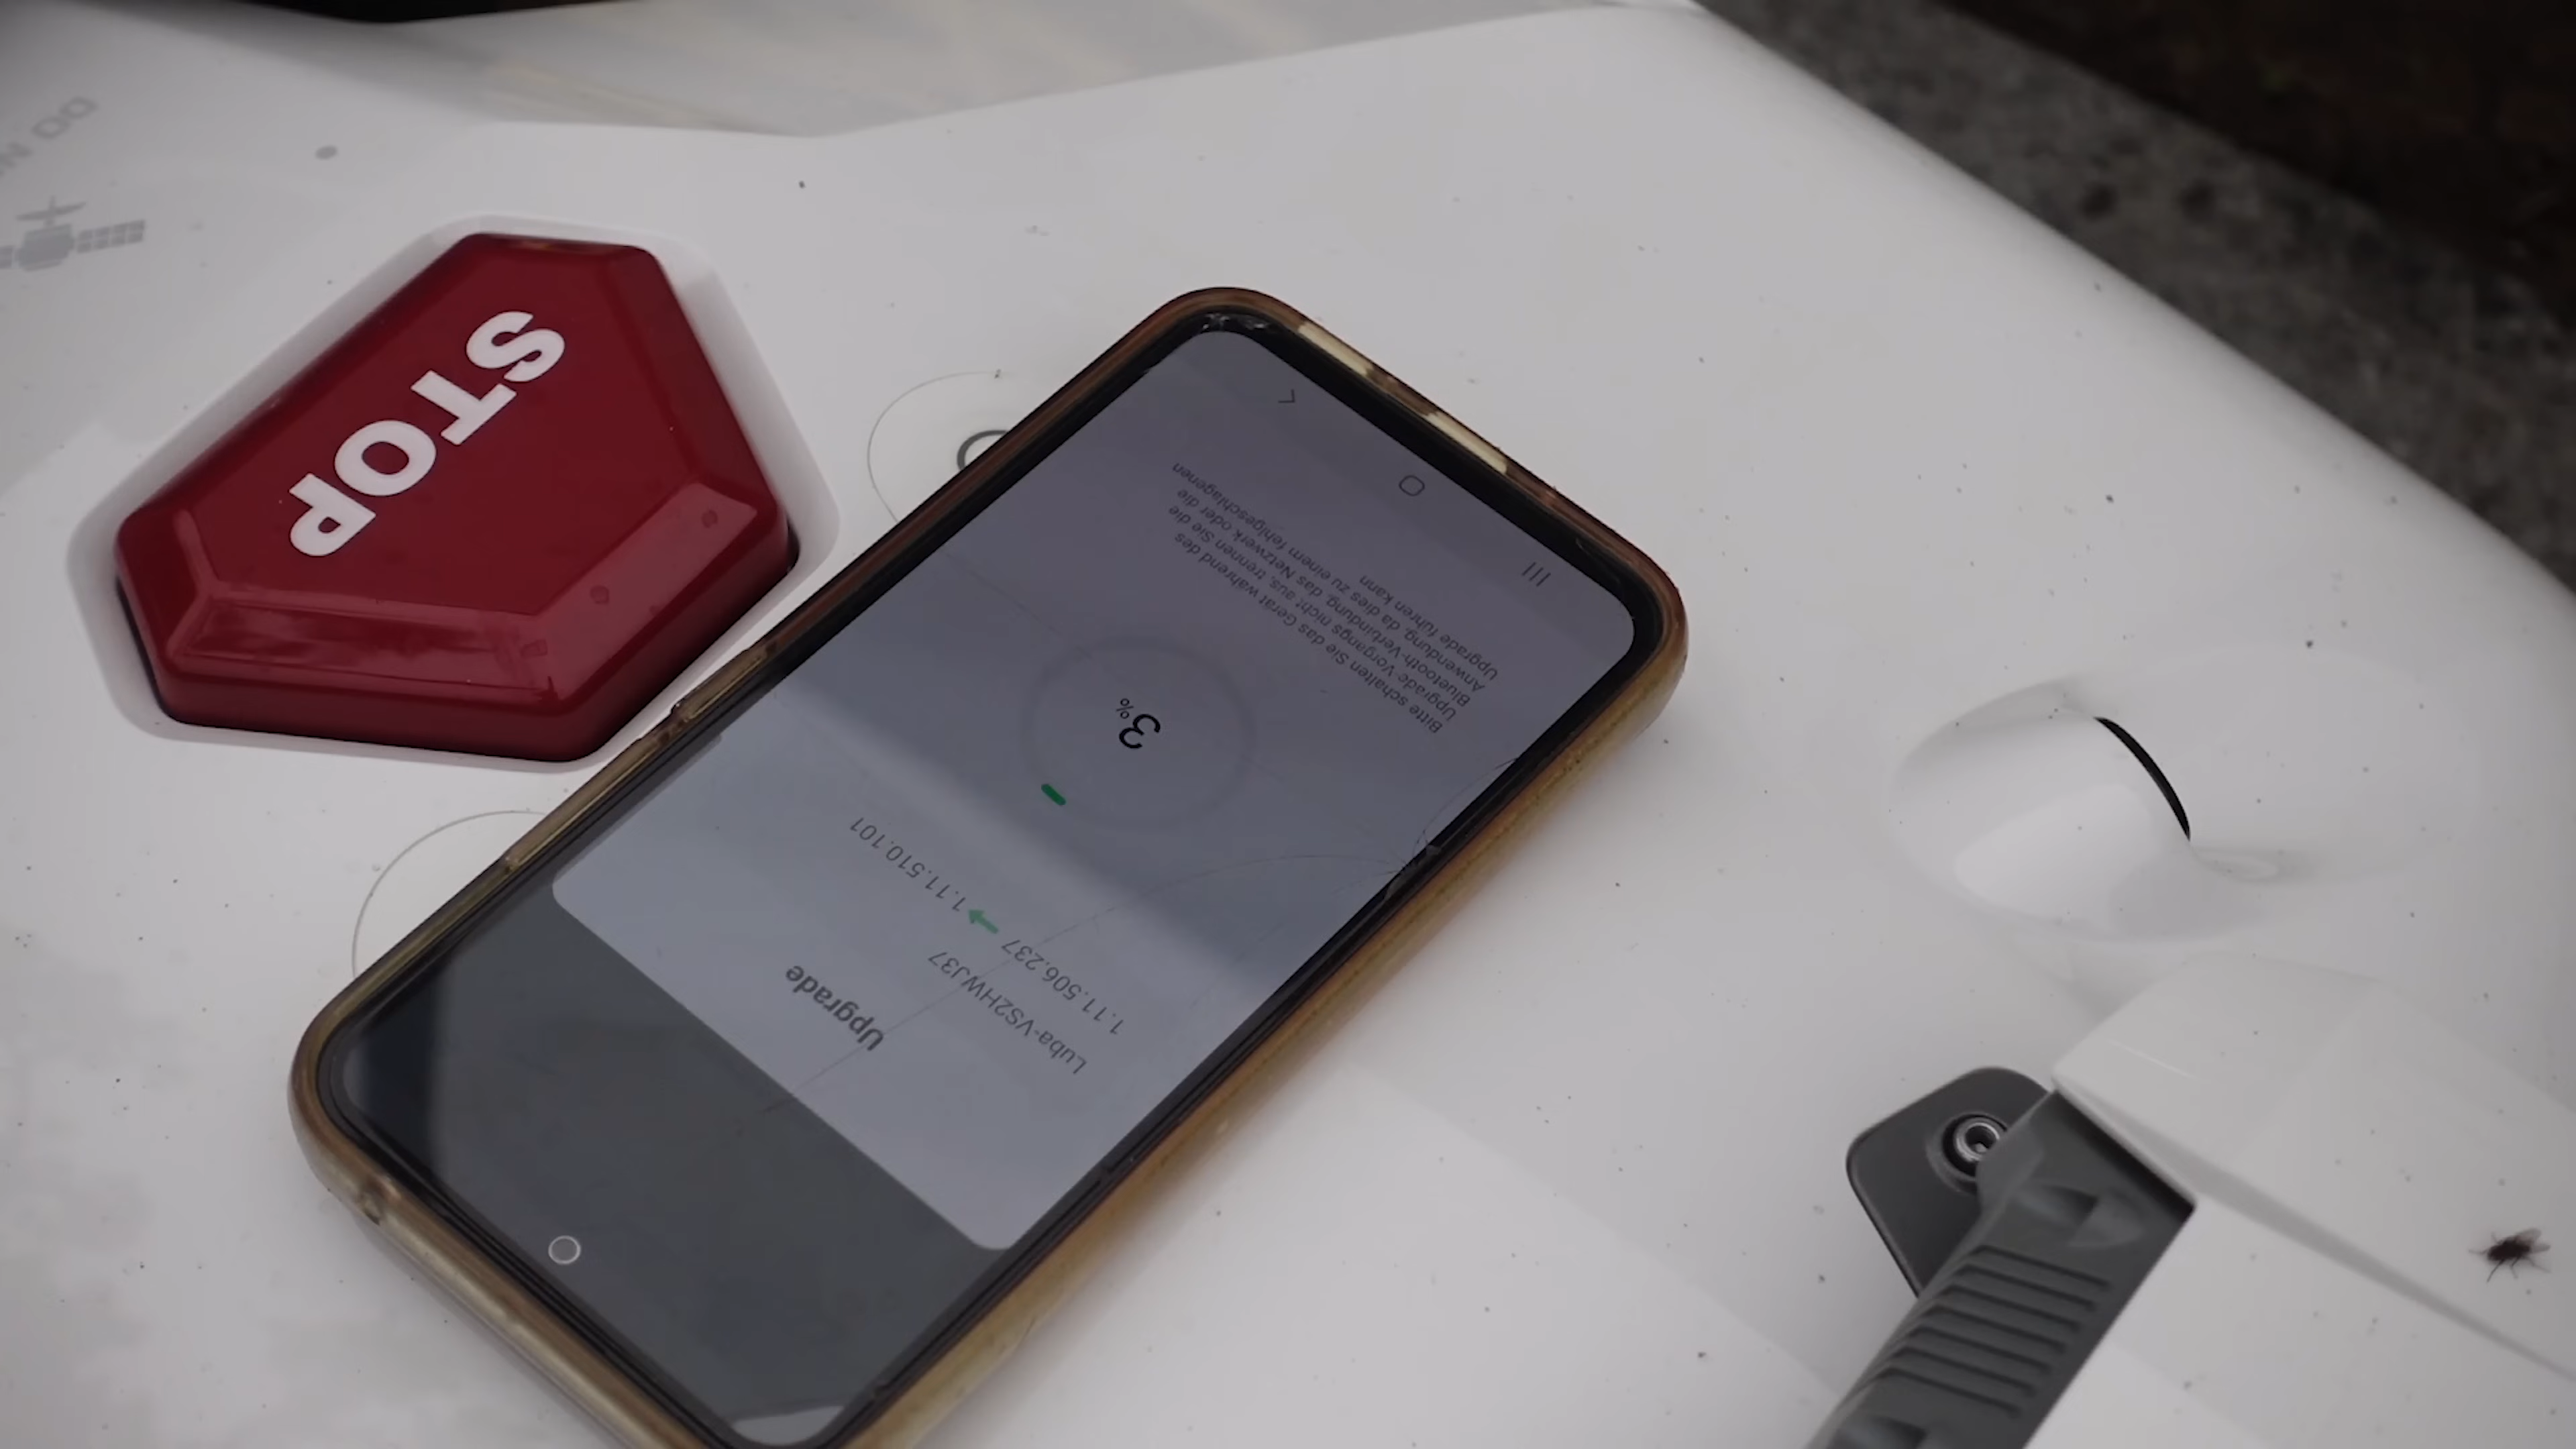 DO
STOP
Upgrade
Luba-VS2HWJ37
1.11.506.237 → 1.11.510.101
3%
Bitte schalten Sie das Gerät während des
Upgrade Vorgangs nicht aus, trennen Sie die
Bluetooth-Verbindung, das Netzwerk oder die
Anwendung, da dies zu einem fehlgeschlagenen
Upgrade führen kann